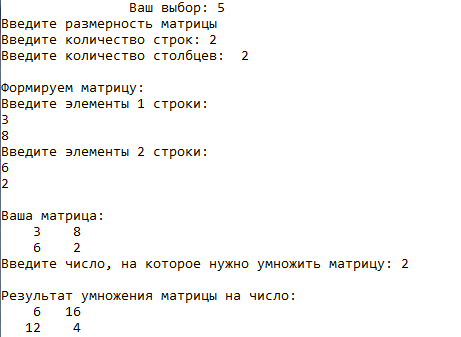 Ваш выбор: 5
Введите размерность матрицы
Введите количество строк: 2
Введите количество столбцев:  2
Формируем матрицу:
Введите элементы 1 строки:
3
8
Введите элементы 2 строки:
6
2
Ваша матрица:
3    8
6    2
Введите число, на которое нужно умножить матрицу: 2
Результат умножения матрицы на число:
6   16
12    4